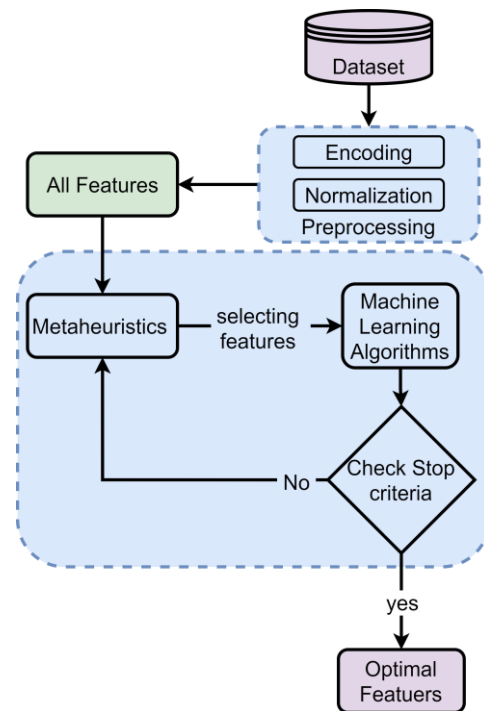 Dataset
Encoding
Normalization
Preprocessing
All Features
Metaheuristics
selecting
features
Machine
Learning
Algorithms
Check Stop
criteria
No
yes
Optimal
Featuers